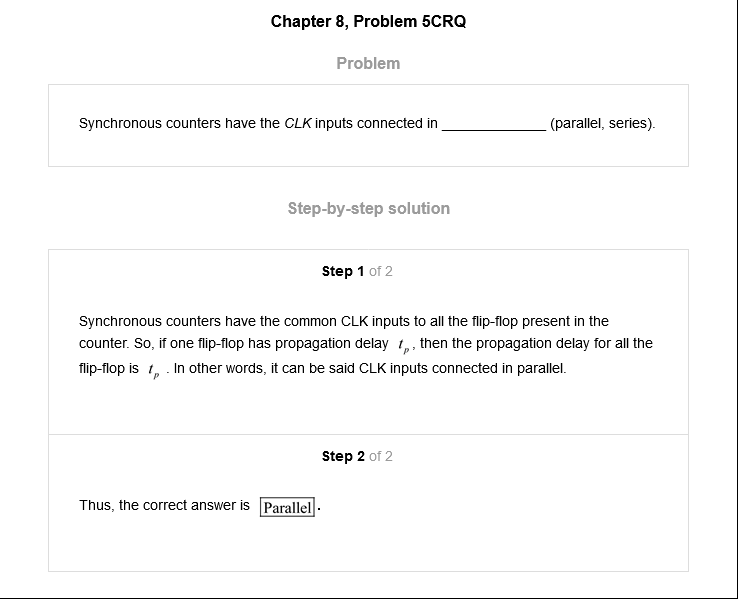 Chapter 8, Problem 5CRQ
Problem
Synchronous counters have the CLK inputs connected in _____________ (parallel, series).
Step-by-step solution
Step 1 of 2
Synchronous counters have the common CLK inputs to all the flip-flop present in the
counter. So, if one flip-flop has propagation delay t_p, then the propagation delay for all the
flip-flop is t_p . In other words, it can be said CLK inputs connected in parallel.
Step 2 of 2
Thus, the correct answer is Parallel.